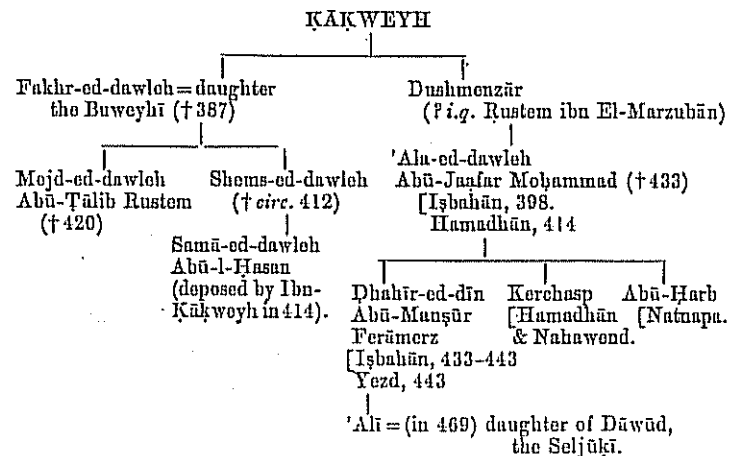 ḲĀḲWEYH
Fakhr-ed-dawleh = daughter
the Buweyhī († 387)
Dushmenzār
(? i.q. Rustem ibn El-Marzubān)
Mejd-ed-dawleh
Abū-Ṭālib Rustem
(† 420)
Shems-ed-dawleh
(† circ. 412)
Samā-ed-dawleh
Abū-l-Ḥasan
(deposed by Ibn-
Ḳāḳweyh in 414).
'Ala-ed-dawleh
Abū-Jaafar Moḥammad († 433)
[Iṣbahān, 398.
Hamadhān, 414
Ḍhahīr-ed-dīn
Abū-Manṣūr
Ferāmerz
[Iṣbahān, 433–443
Yezd, 443
Kerchasp
[Hamadhān
& Nahawend.
Abū-Ḥarb
[Natnapa.
'Alī = (in 469) daughter of Dāwūd,
the Seljūḳī.